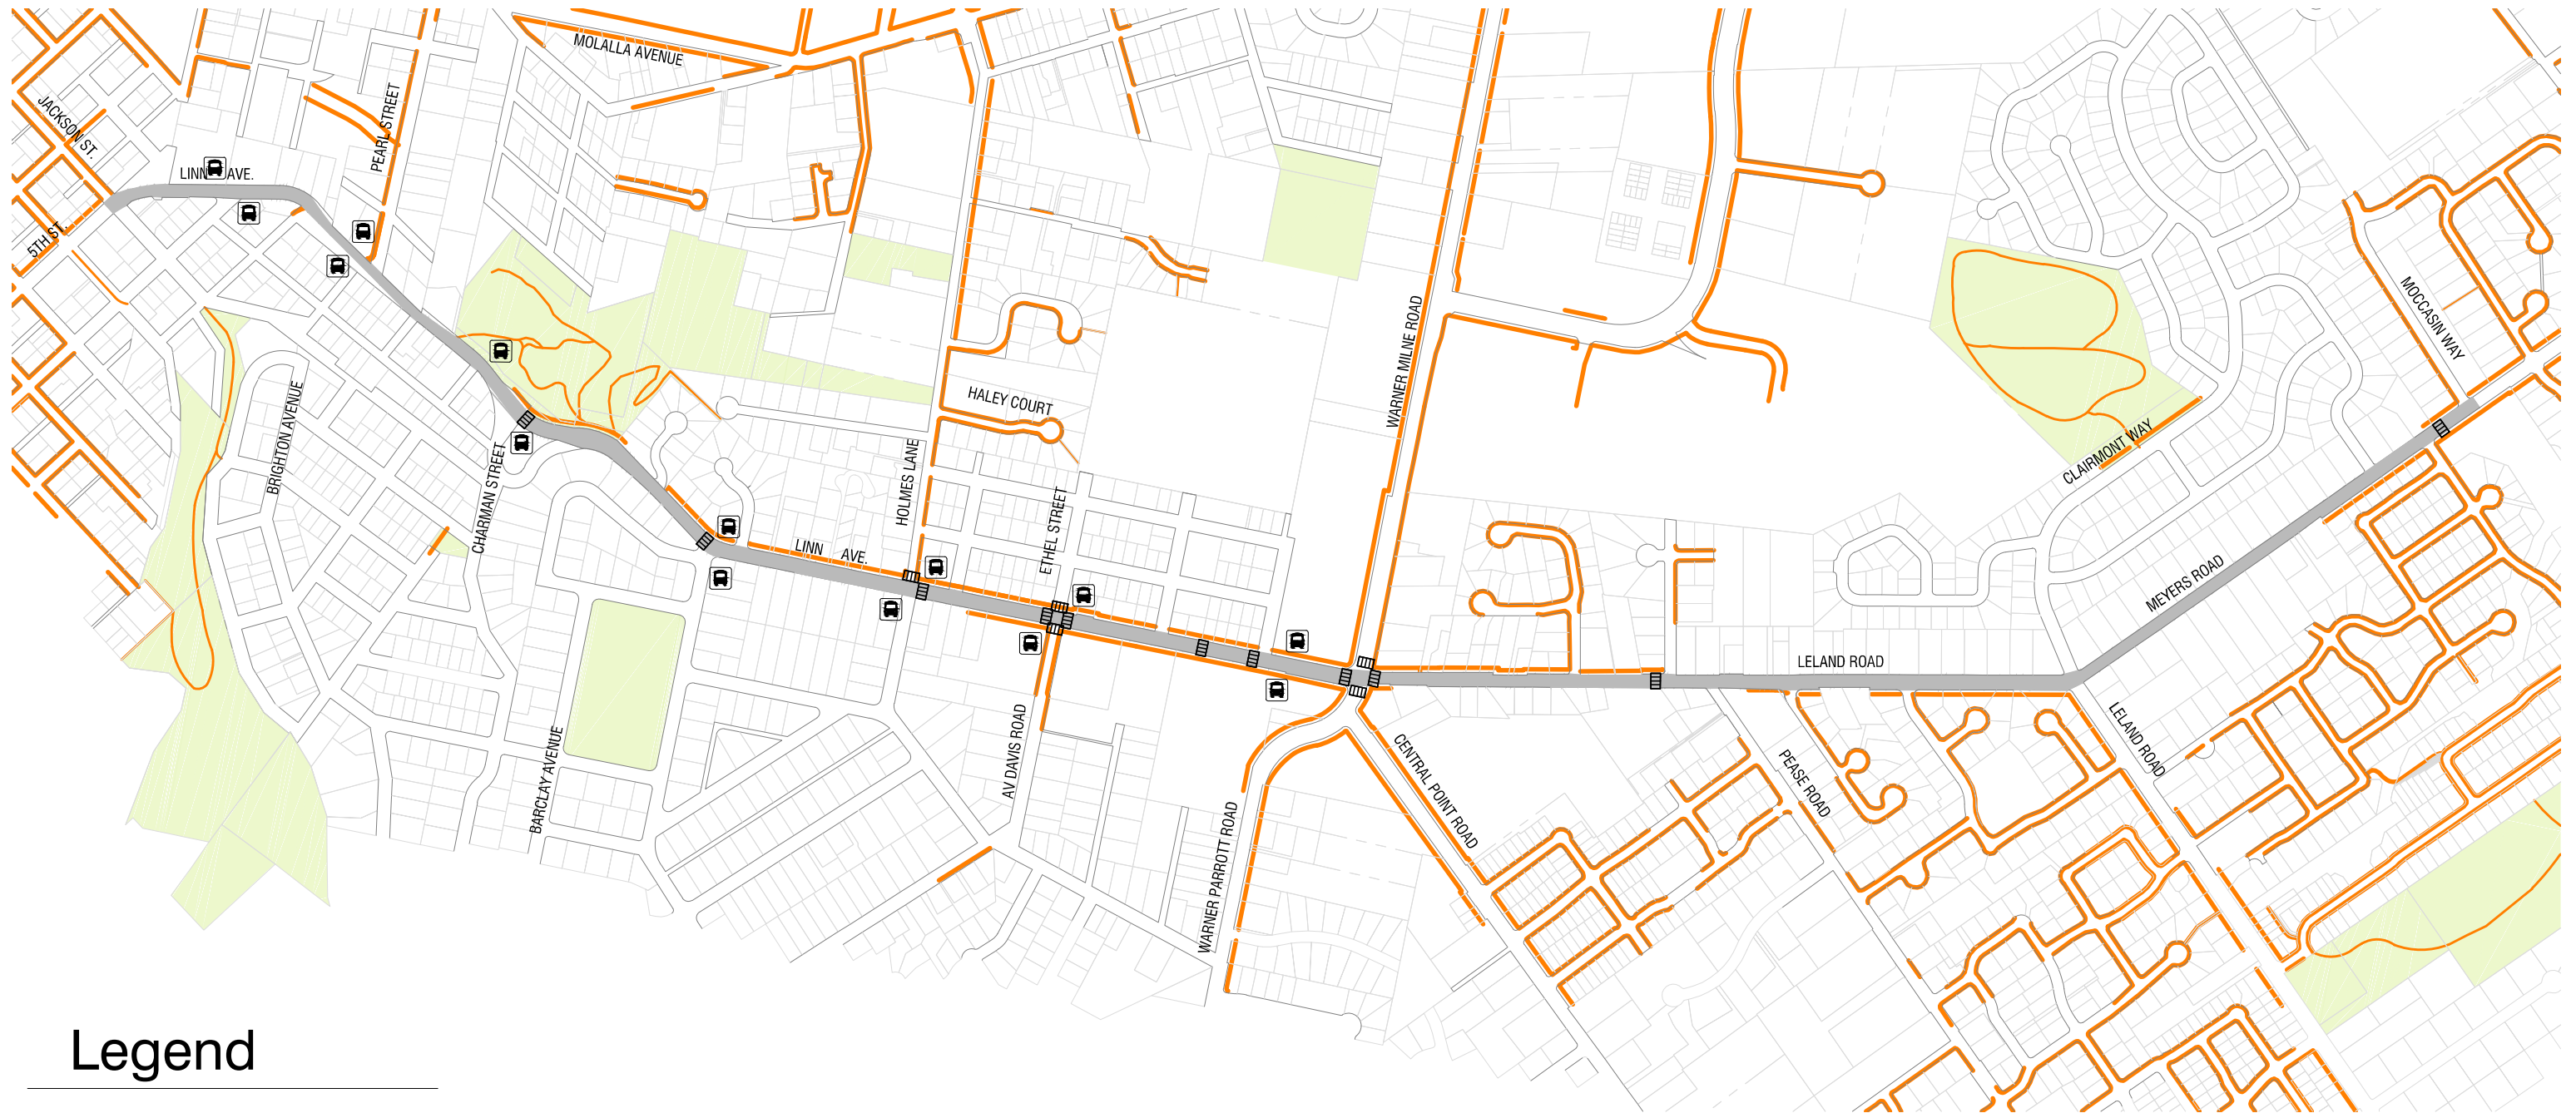 MOLALLA AVENUE
JACKSON ST.
PEARL STREET
LINN AVE.
5TH ST.
MOCCASIN WAY
WARNER MILNE ROAD
HALEY COURT
BRIGHTON AVENUE
CHARMAN STREET
HOLMES LANE
ETHEL STREET
CLAIRMONT WAY
LINN AVE.
MEYERS ROAD
LELAND ROAD
LELAND ROAD
AV DAVIS ROAD
BARCLAY AVENUE
CENTRAL POINT ROAD
PEASE ROAD
WARNER PARROTT ROAD
Legend